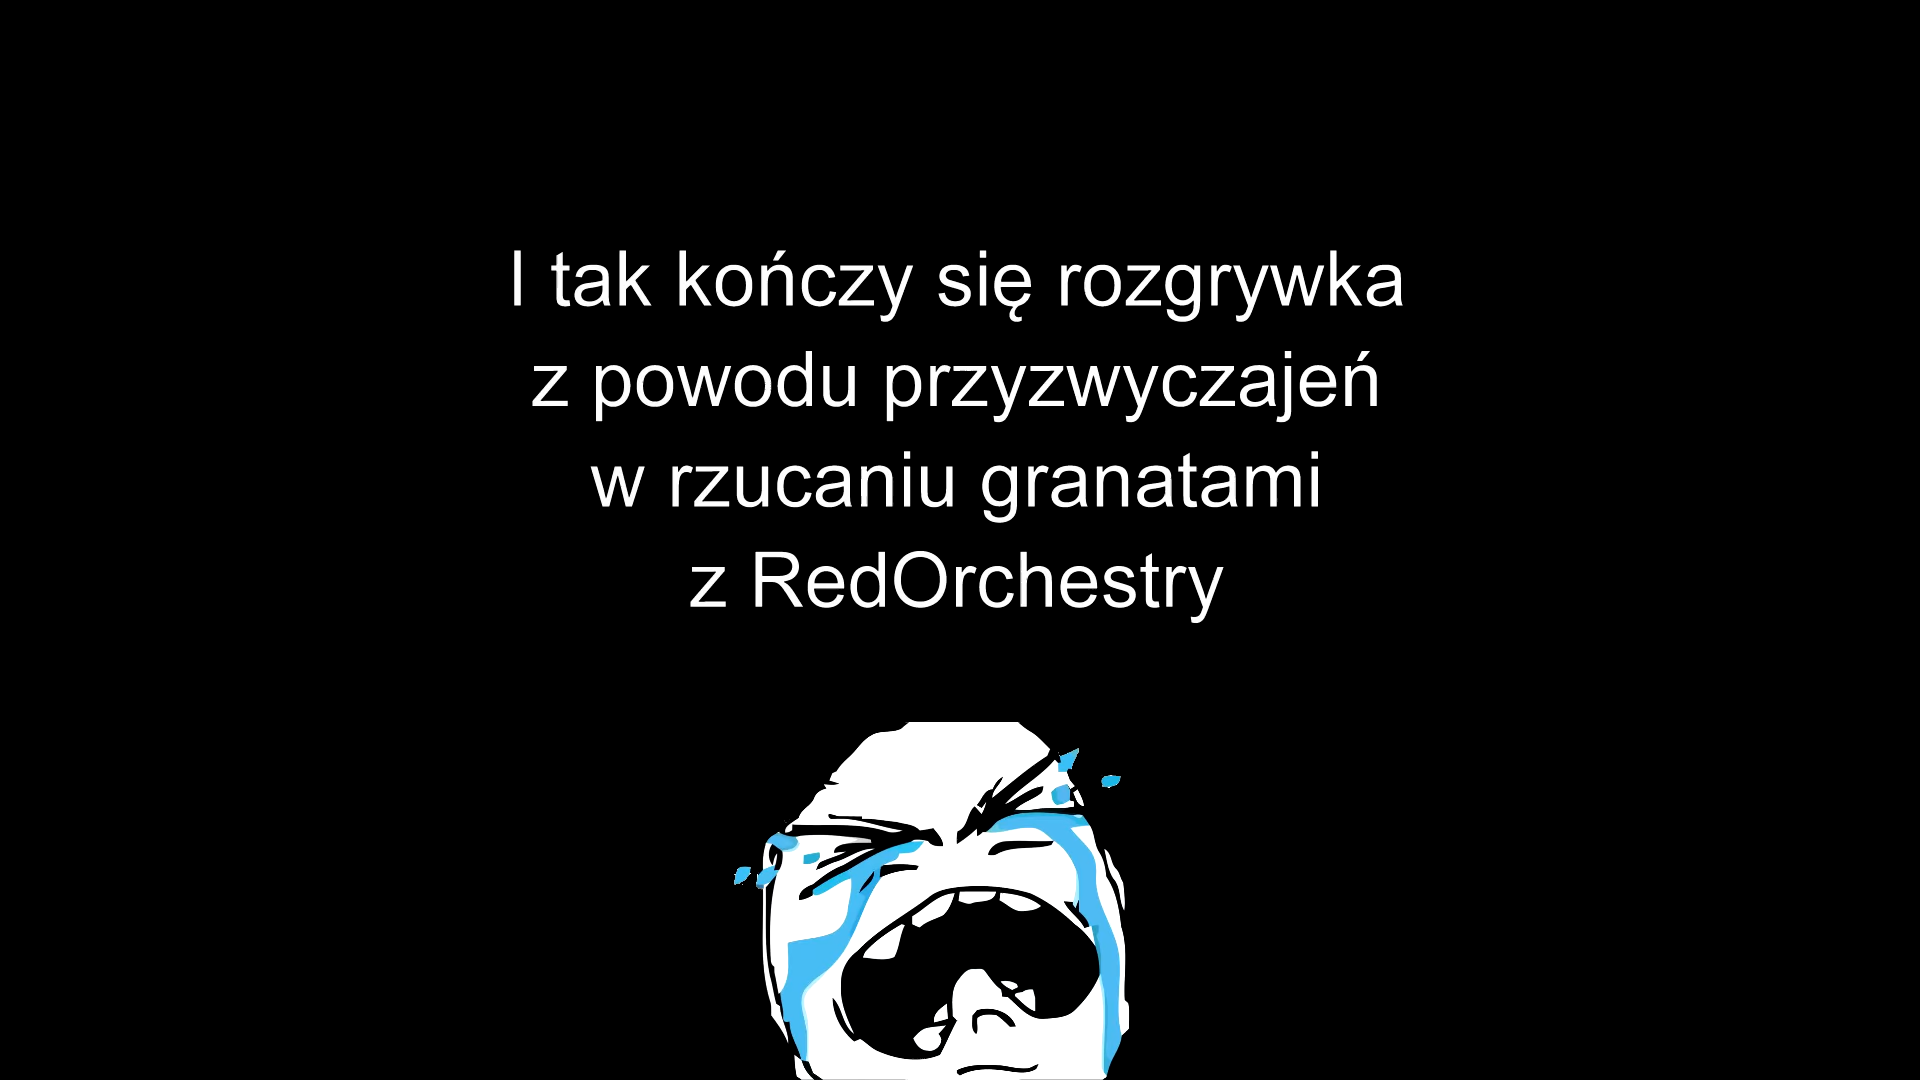 I tak kończy się rozgrywka
z powodu przyzwyczajeń
w rzucaniu granatami
z RedOrchestry